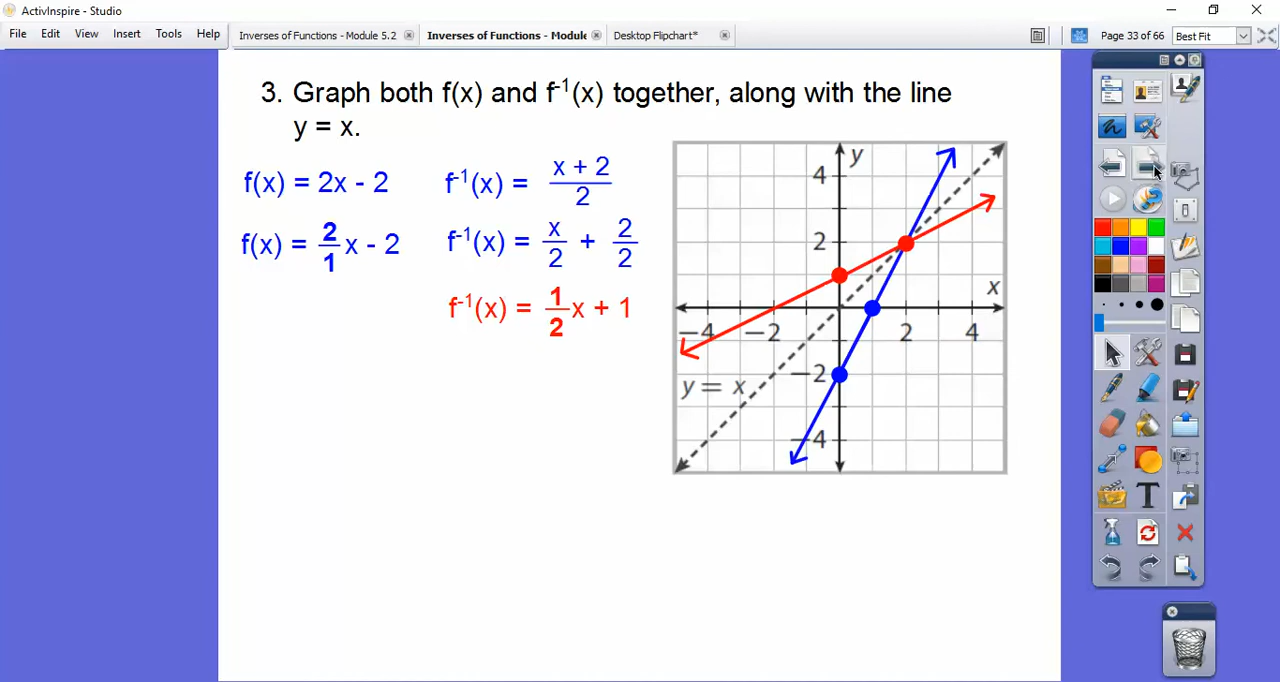 ActivInspire - Studio
File Edit View Insert Tools Help
Inverses of Functions - Module 5.2 Inverses of Functions - Module Desktop Flipchart*
Page 33 of 66 Best Fit
3. Graph both f(x) and f⁻¹(x) together, along with the line
y = x.
f(x) = 2x - 2
f⁻¹(x) = (x + 2)/2
f(x) = 2/1 x - 2
f⁻¹(x) = x/2 + 2/2
f⁻¹(x) = 1/2 x + 1
y
4
2
x
−4 −2 2 4
−2
y = x
−4
T